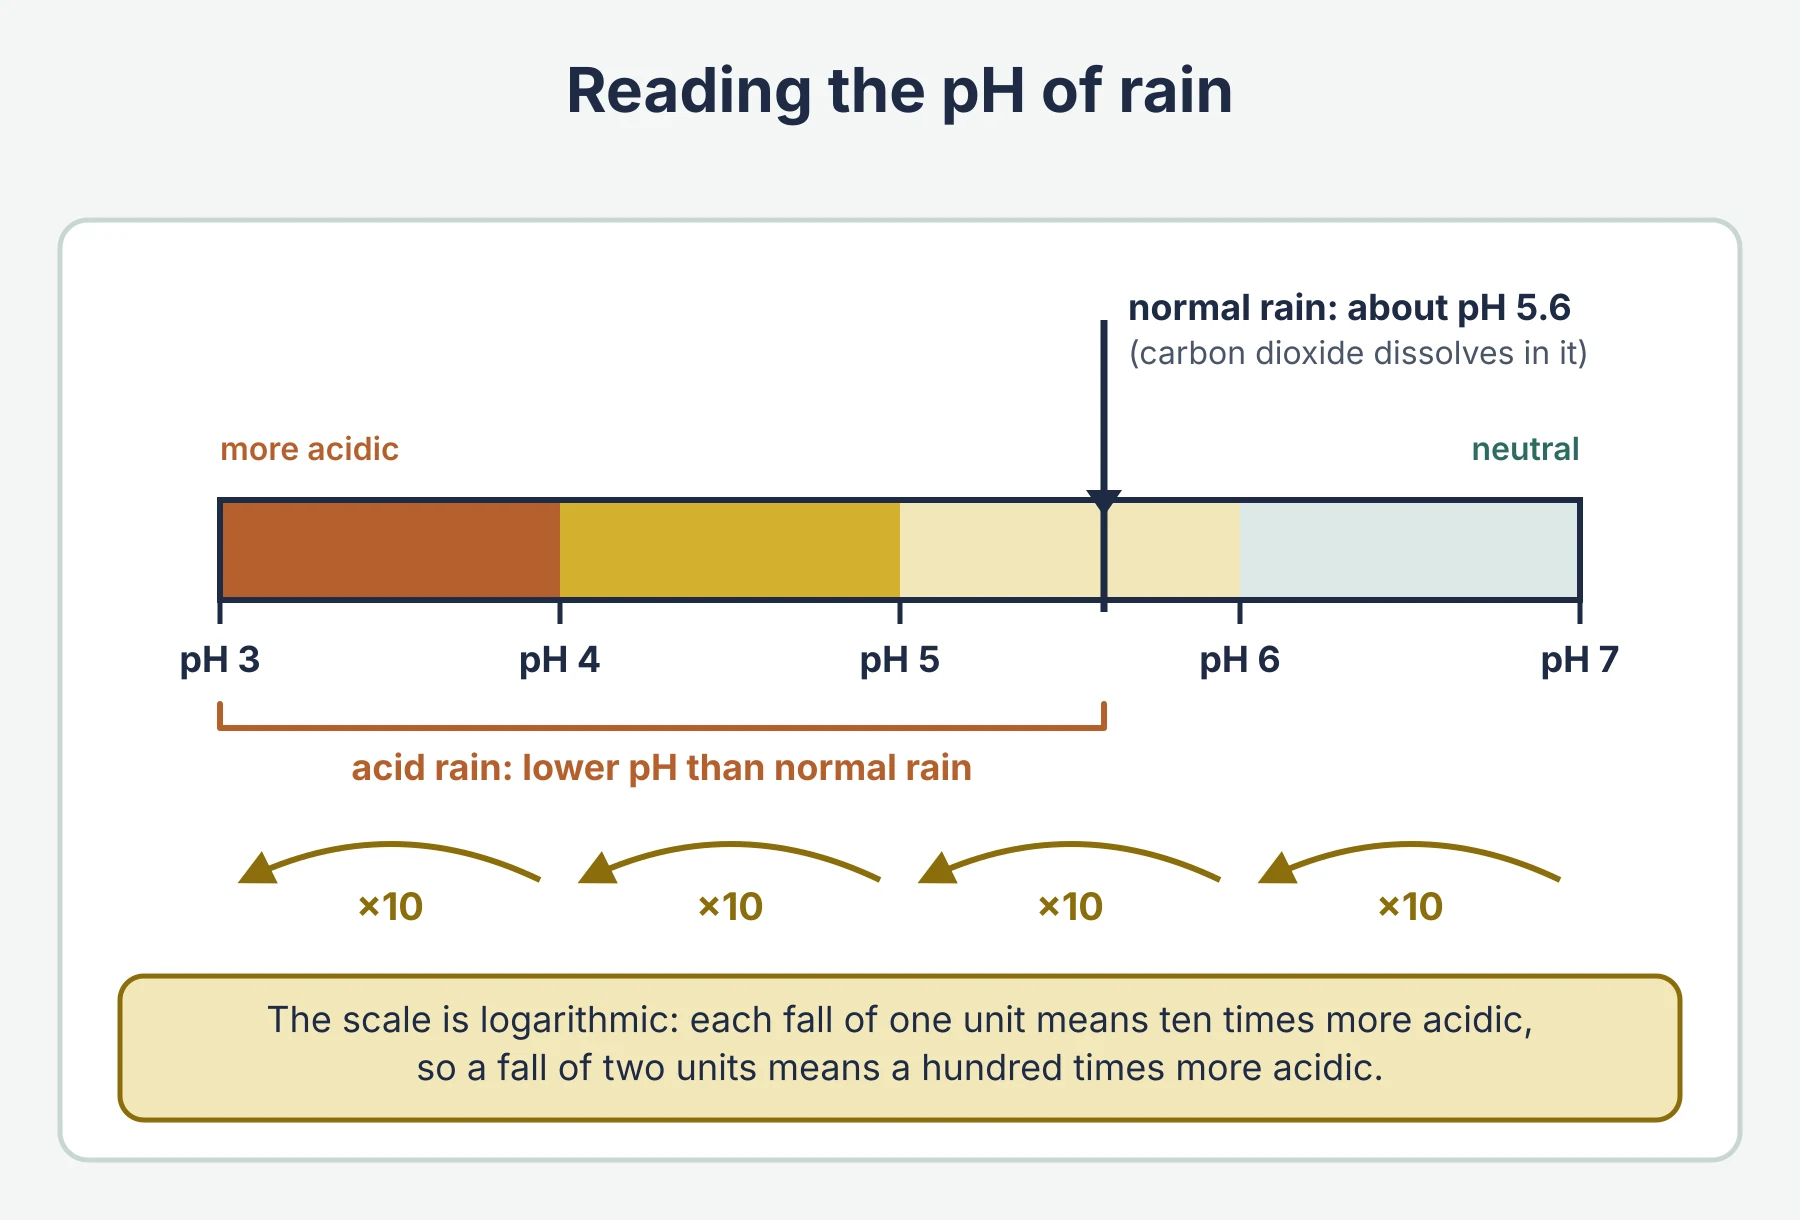 Reading the pH of rain
normal rain: about pH 5.6
(carbon dioxide dissolves in it)
more acidic
neutral
pH 3
pH 4
pH 5
pH 6
pH 7
acid rain: lower pH than normal rain
×10
×10
×10
×10
The scale is logarithmic: each fall of one unit means ten times more acidic,
so a fall of two units means a hundred times more acidic.